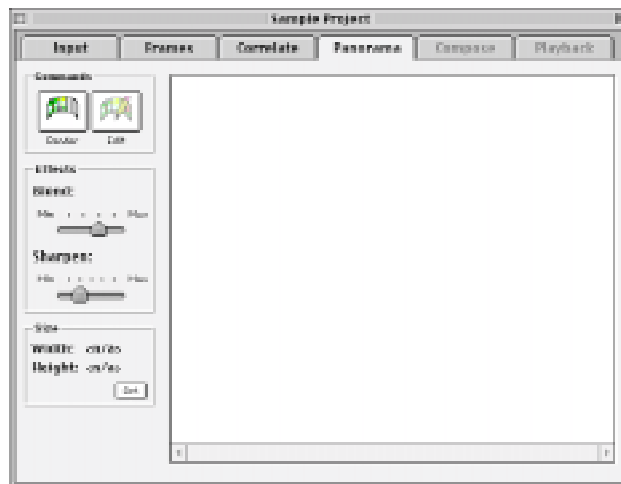 Sample Project
Input Frames Correlate Panorama Compose Playback
Commands
Create Edit
Effects
Blend:
Min Max
Sharpen:
Min Max
Size
Width: <n/a>
Height: <n/a>
Set